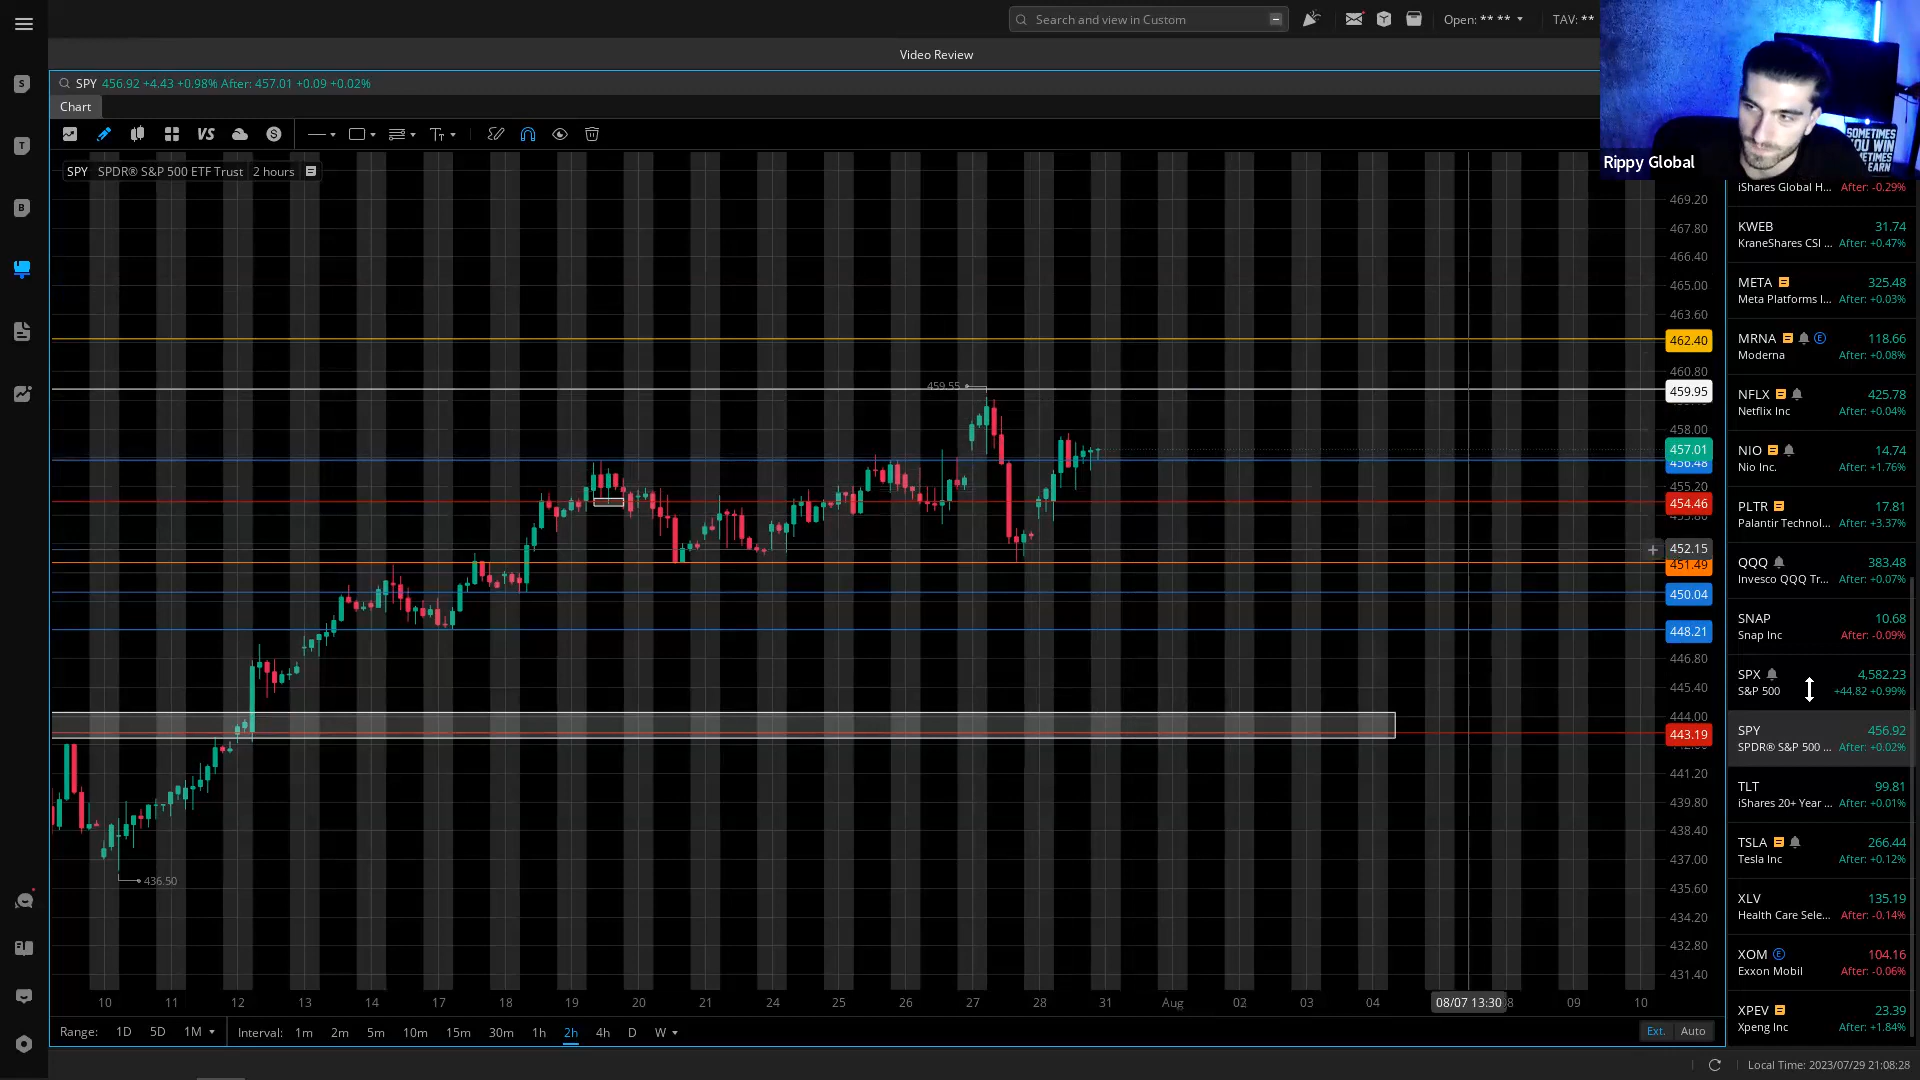 Search and view in Custom
Open: ** **
TAV: **
Video Review
SPY 456.92 +4.43 +0.98% After: 457.01 +0.09 +0.02%
Chart
VS
SPY SPDR® S&P 500 ETF Trust 2 hours
Rippy Global
SOMETIMES
YOU WIN
459.55
436.50
469.20
467.80
466.40
465.00
463.60
462.40
460.80
459.95
458.00
457.01
456.48
455.20
454.46
452.15
451.49
450.04
448.21
446.80
445.40
444.00
443.19
441.20
439.80
438.40
437.00
435.60
434.20
432.80
431.40
iShares Global H... After: -0.29%
KWEB 31.74
KraneShares CSI ... After: +0.47%
META 325.48
Meta Platforms I... After: +0.03%
MRNA E 118.66
Moderna After: +0.08%
NFLX 425.78
Netflix Inc After: +0.04%
NIO 14.74
Nio Inc. After: +1.76%
PLTR 17.81
Palantir Technol... After: +3.37%
QQQ 383.48
Invesco QQQ Tr... After: +0.07%
SNAP 10.68
Snap Inc After: -0.09%
SPX 4,582.23
S&P 500 +44.82 +0.99%
SPY 456.92
SPDR® S&P 500 ... After: +0.02%
TLT 99.81
iShares 20+ Year ... After: +0.01%
TSLA 266.44
Tesla Inc After: +0.12%
XLV 135.19
Health Care Sele... After: -0.14%
XOM E 104.16
Exxon Mobil After: -0.06%
XPEV 23.39
Xpeng Inc After: +1.84%
10 11 12 13 14 17 18 19 20 21 24 25 26 27 28 31 Aug 02 03 04 08/07 13:30 8 09 10
Range: 1D 5D 1M Interval: 1m 2m 5m 10m 15m 30m 1h 2h 4h D W Ext. Auto
Local Time: 2023/07/29 21:08:28